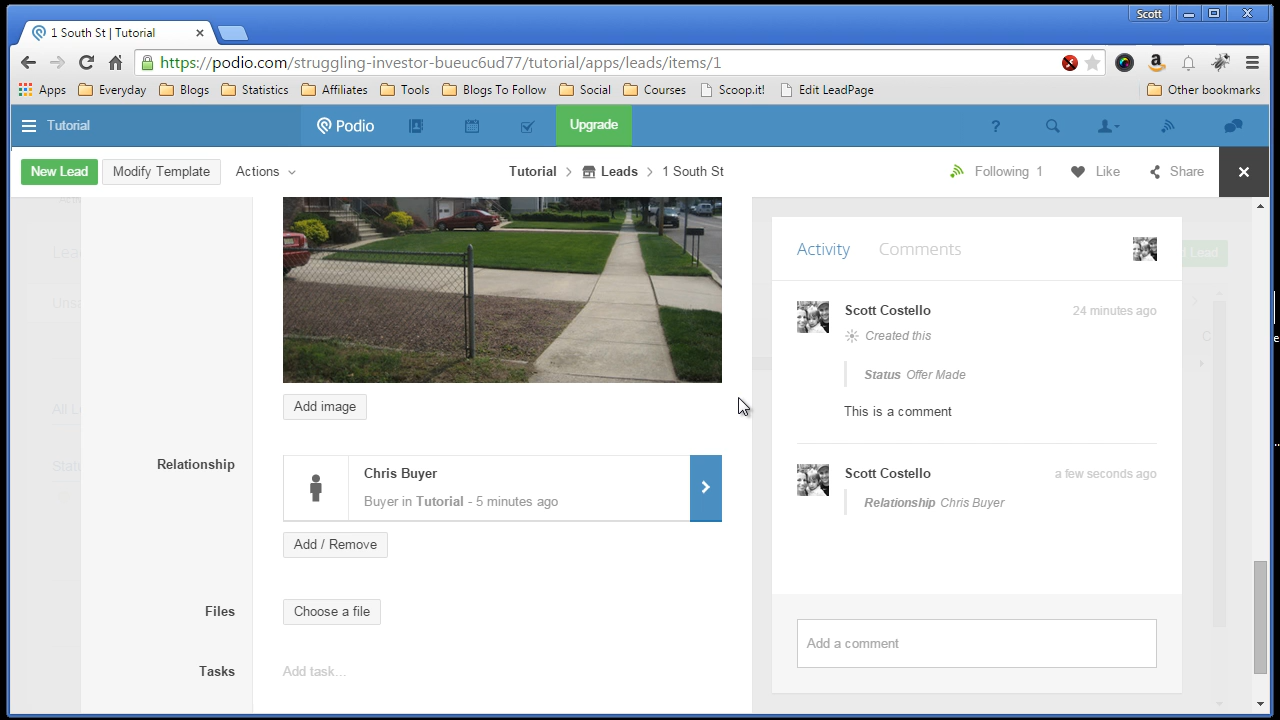 Scott
1 South St | Tutorial
https://podio.com/struggling-investor-bueuc6ud77/tutorial/apps/leads/items/1
Apps Everyday Blogs Statistics Affiliates Tools Blogs To Follow Social Courses Scoop.it! Edit LeadPage Other bookmarks
Tutorial Podio Upgrade ?
New Lead Modify Template Actions Tutorial Leads 1 South St Following 1 Like Share
Activity Comments
Lead
Scott Costello 24 minutes ago
Created this
Status Offer Made
This is a comment
Add image
Relationship
Chris Buyer
Buyer in Tutorial - 5 minutes ago
Add / Remove
Scott Costello a few seconds ago
Relationship Chris Buyer
Files Choose a file
Add a comment
Tasks Add task...